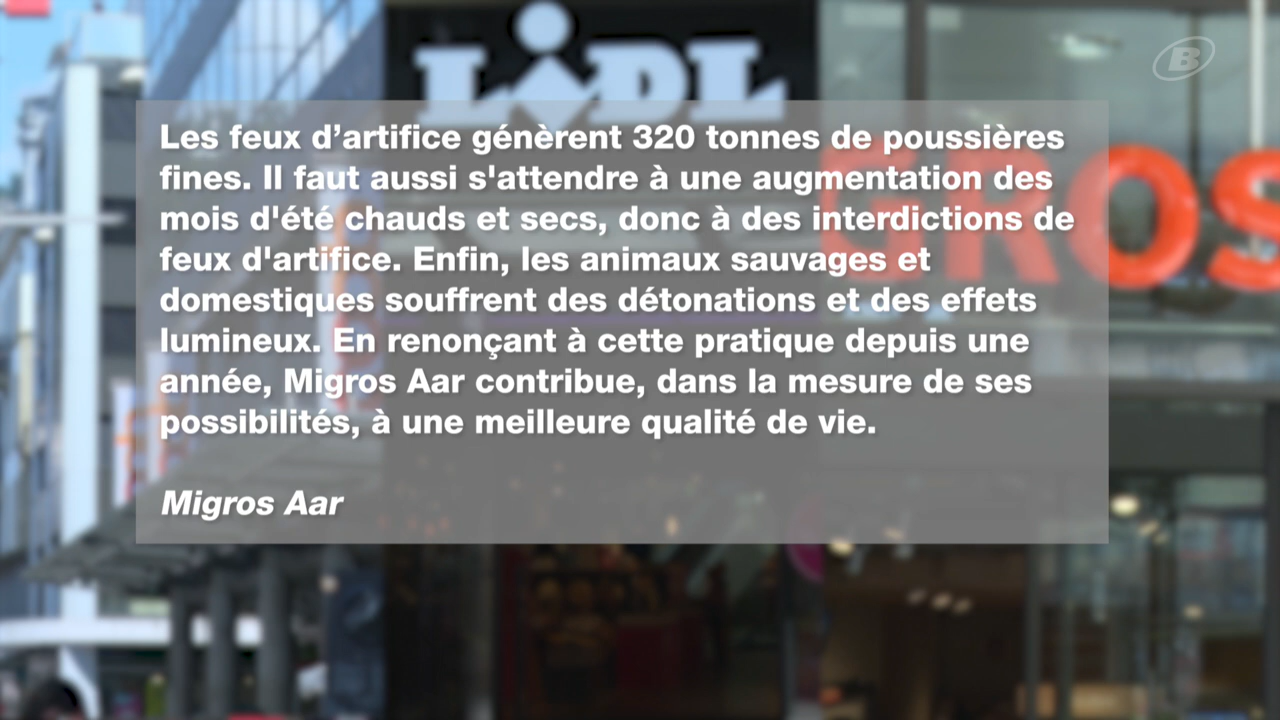 LiDL
B
GROS
Les feux d’artifice génèrent 320 tonnes de poussières
fines. Il faut aussi s'attendre à une augmentation des
mois d'été chauds et secs, donc à des interdictions de
feux d'artifice. Enfin, les animaux sauvages et
domestiques souffrent des détonations et des effets
lumineux. En renonçant à cette pratique depuis une
année, Migros Aar contribue, dans la mesure de ses
possibilités, à une meilleure qualité de vie.
Migros Aar